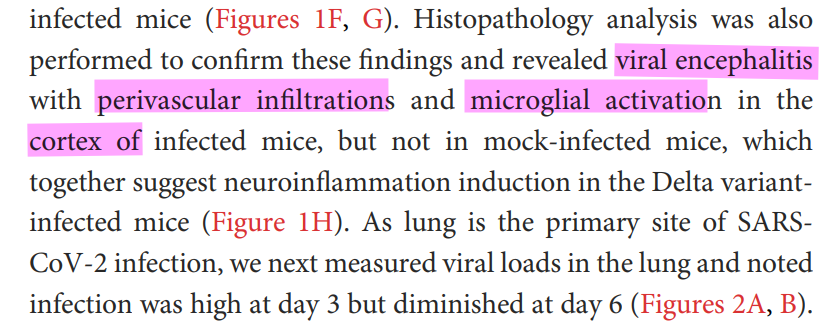 infected mice (Figures 1F, G). Histopathology analysis was also
performed to confirm these findings and revealed viral encephalitis
with perivascular infiltrations and microglial activation in the
cortex of infected mice, but not in mock-infected mice, which
together suggest neuroinflammation induction in the Delta variant-
infected mice (Figure 1H). As lung is the primary site of SARS-
CoV-2 infection, we next measured viral loads in the lung and noted
infection was high at day 3 but diminished at day 6 (Figures 2A, B).